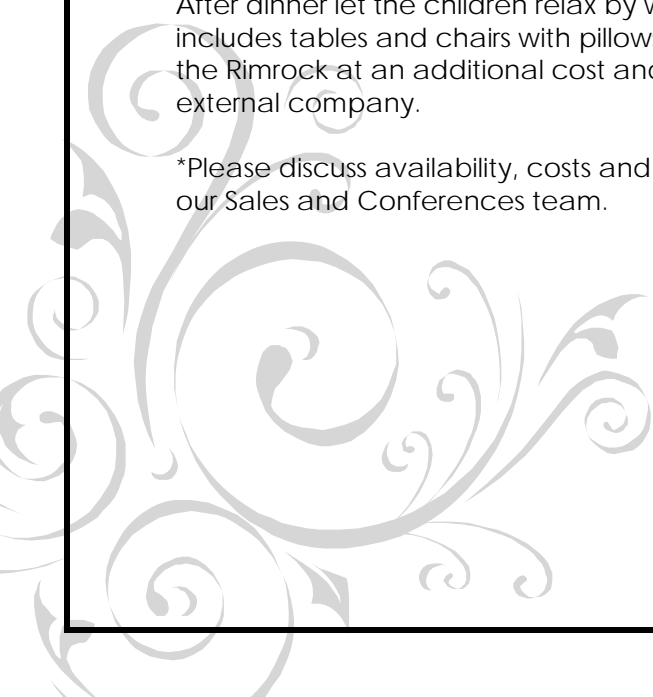 After dinner let the children relax by
includes tables and chairs with pillows
the Rimrock at an additional cost and
external company.
*Please discuss availability, costs and
our Sales and Conferences team.